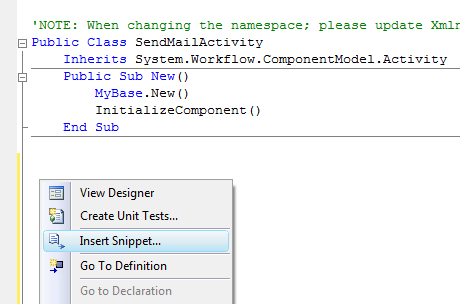 'NOTE: When changing the namespace; please update Xmln
Public Class SendMailActivity
Inherits System.Workflow.ComponentModel.Activity
Public Sub New()
MyBase.New()
InitializeComponent()
End Sub
View Designer
Create Unit Tests...
Insert Snippet...
Go To Definition
Go to Declaration